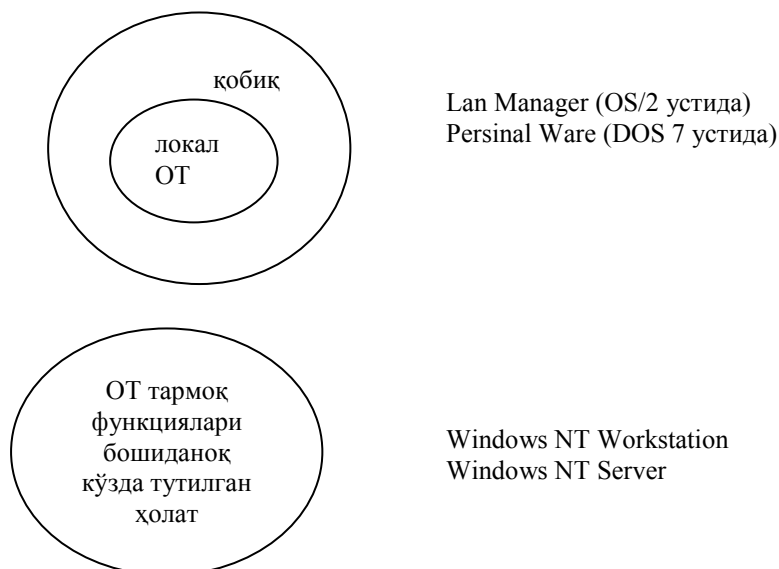 қобиқ
локал
ОТ
Lan Manager (OS/2 устида)
Persinal Ware (DOS 7 устида)
ОТ тармоқ
функциялари
бошиданоқ
кўзда тутилган
ҳолат
Windows NT Workstation
Windows NT Server